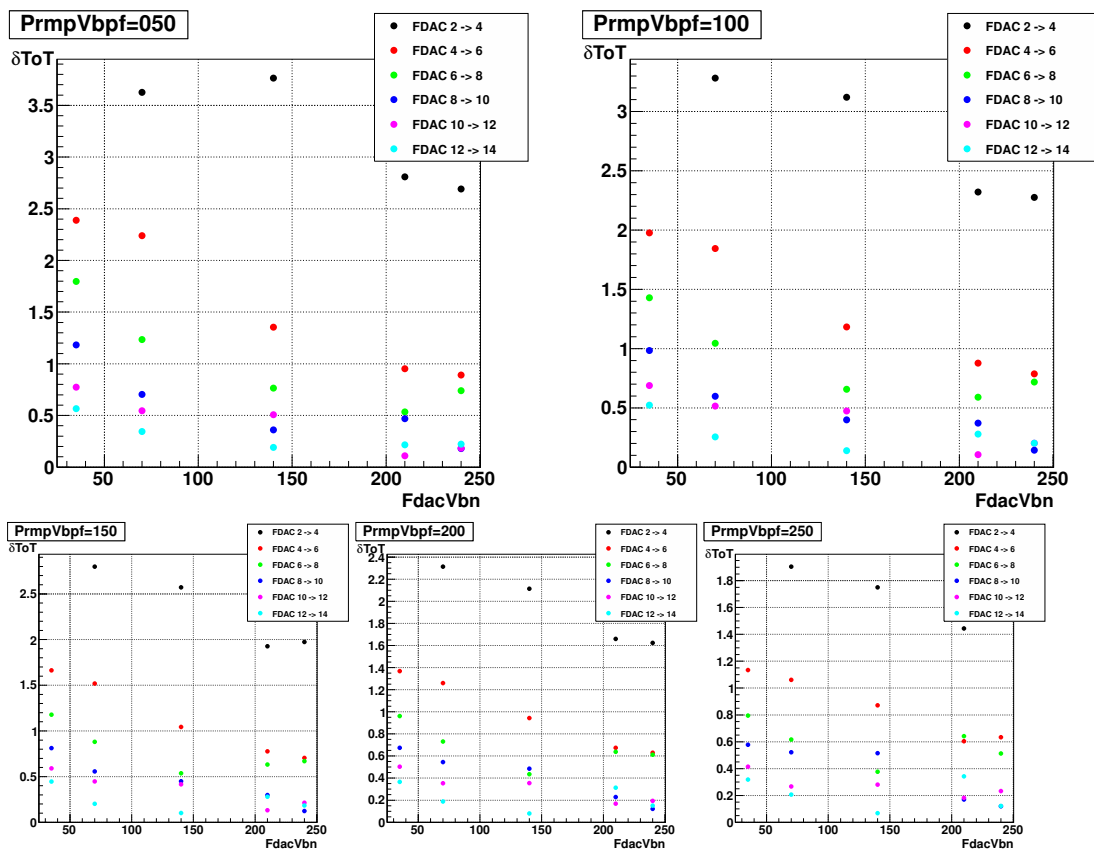 PrmpVbpf=050
δToT
FDAC 2 -> 4
FDAC 4 -> 6
FDAC 6 -> 8
FDAC 8 -> 10
FDAC 10 -> 12
FDAC 12 -> 14
3.5
3
2.5
2
1.5
1
0.5
0
50 100 150 200 250
FdacVbn
PrmpVbpf=100
δToT
FDAC 2 -> 4
FDAC 4 -> 6
FDAC 6 -> 8
FDAC 8 -> 10
FDAC 10 -> 12
FDAC 12 -> 14
3
2.5
2
1.5
1
0.5
0
50 100 150 200 250
FdacVbn
PrmpVbpf=150
δToT
FDAC 2 -> 4
FDAC 4 -> 6
FDAC 6 -> 8
FDAC 8 -> 10
FDAC 10 -> 12
FDAC 12 -> 14
2.5
2
1.5
1
0.5
0
50 100 150 200 250
FdacVbn
PrmpVbpf=200
δToT
FDAC 2 -> 4
FDAC 4 -> 6
FDAC 6 -> 8
FDAC 8 -> 10
FDAC 10 -> 12
FDAC 12 -> 14
2.4
2.2
2
1.8
1.6
1.4
1.2
1
0.8
0.6
0.4
0.2
0
50 100 150 200 250
FdacVbn
PrmpVbpf=250
δToT
FDAC 2 -> 4
FDAC 4 -> 6
FDAC 6 -> 8
FDAC 8 -> 10
FDAC 10 -> 12
FDAC 12 -> 14
1.8
1.6
1.4
1.2
1
0.8
0.6
0.4
0.2
0
50 100 150 200 250
FdacVbn